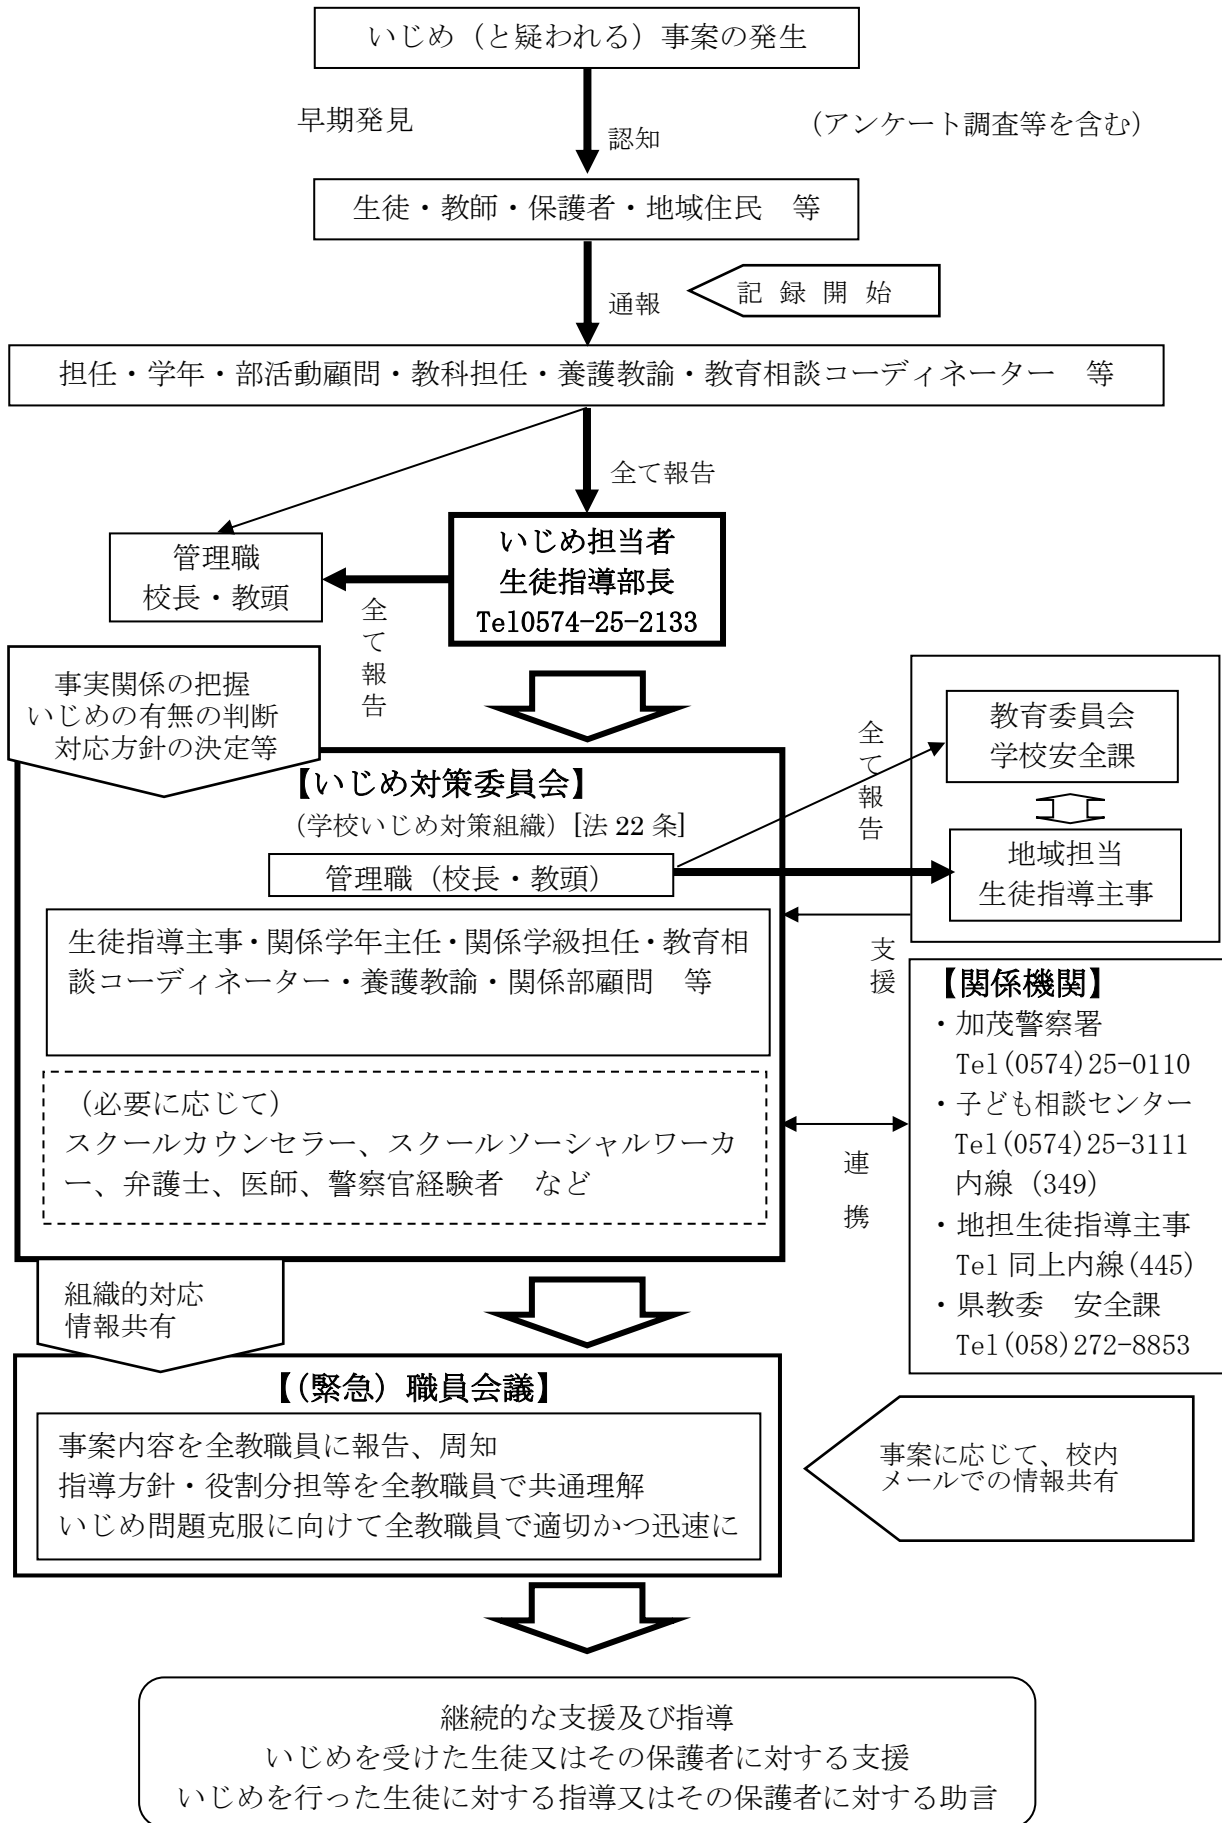 いじめ（と疑われる）事案の発生
早期発見
認知
（アンケート調査等を含む）
生徒・教師・保護者・地域住民　等
通報
記 録 開 始
担任・学年・部活動顧問・教科担任・養護教諭・教育相談コーディネーター　等
全て報告
いじめ担当者
生徒指導部長
Tel0574-25-2133
管理職
校長・教頭
全て報告
事実関係の把握
いじめの有無の判断
対応方針の決定等
【いじめ対策委員会】
（学校いじめ対策組織）[法 22 条]
管理職（校長・教頭）
生徒指導主事・関係学年主任・関係学級担任・教育相
談コーディネーター・養護教諭・関係部顧問　等
（必要に応じて）
スクールカウンセラー、スクールソーシャルワーカ
ー、弁護士、医師、警察官経験者　など
全て報告
教育委員会
学校安全課
地域担当
生徒指導主事
支援
連携
【関係機関】
・加茂警察署
Tel(0574)25-0110
・子ども相談センター
Tel(0574)25-3111
内線（349）
・地担生徒指導主事
Tel 同上内線(445)
・県教委　安全課
Tel(058)272-8853
組織的対応
情報共有
【（緊急）職員会議】
事案内容を全教職員に報告、周知
指導方針・役割分担等を全教職員で共通理解
いじめ問題克服に向けて全教職員で適切かつ迅速に
事案に応じて、校内
メールでの情報共有
継続的な支援及び指導
いじめを受けた生徒又はその保護者に対する支援
いじめを行った生徒に対する指導又はその保護者に対する助言